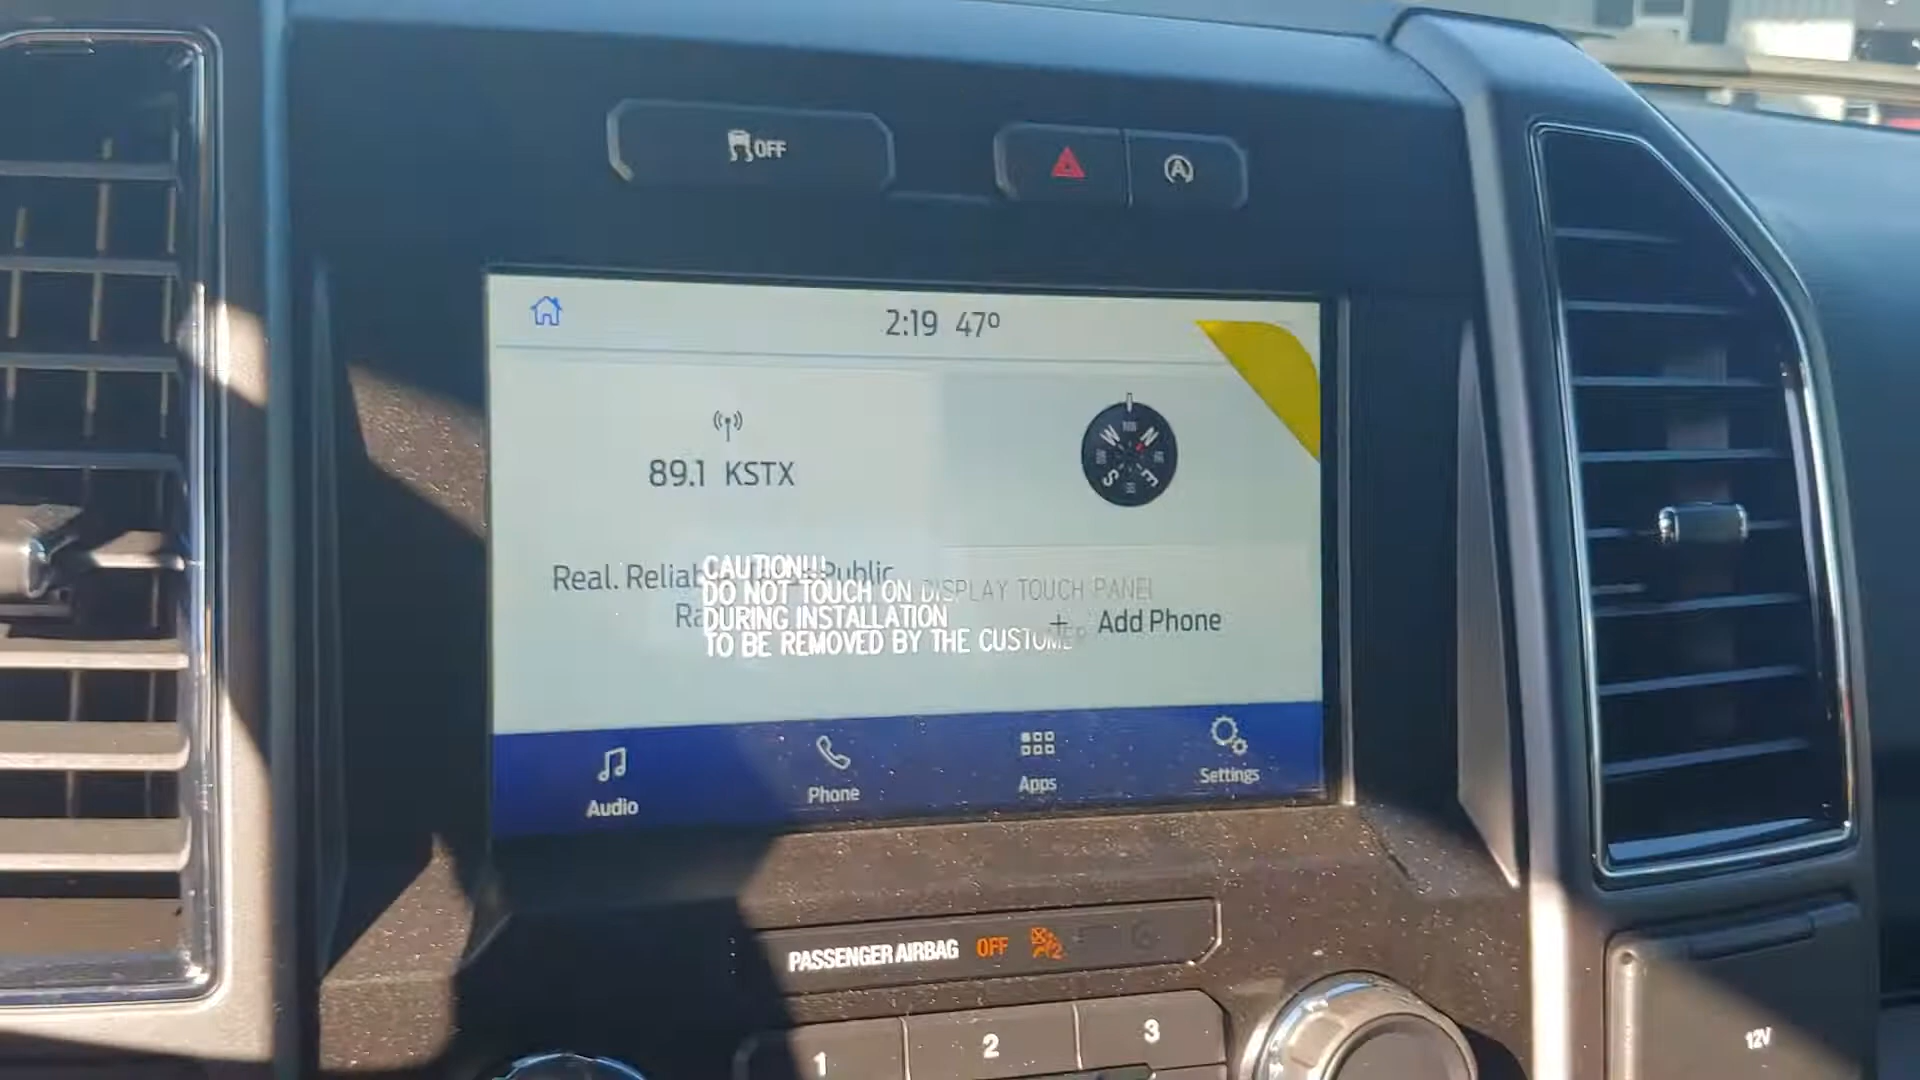 OFF
A
2:19 47º
89.1 KSTX
W N
S E
Real. Reliab Public
Ra
CAUTION!!!
DO NOT TOUCH ON DISPLAY TOUCH PANEL
DURING INSTALLATION
TO BE REMOVED BY THE CUSTOMER
+ Add Phone
Audio Phone Apps Settings
PASSENGER AIRBAG OFF
1 2 3
12V